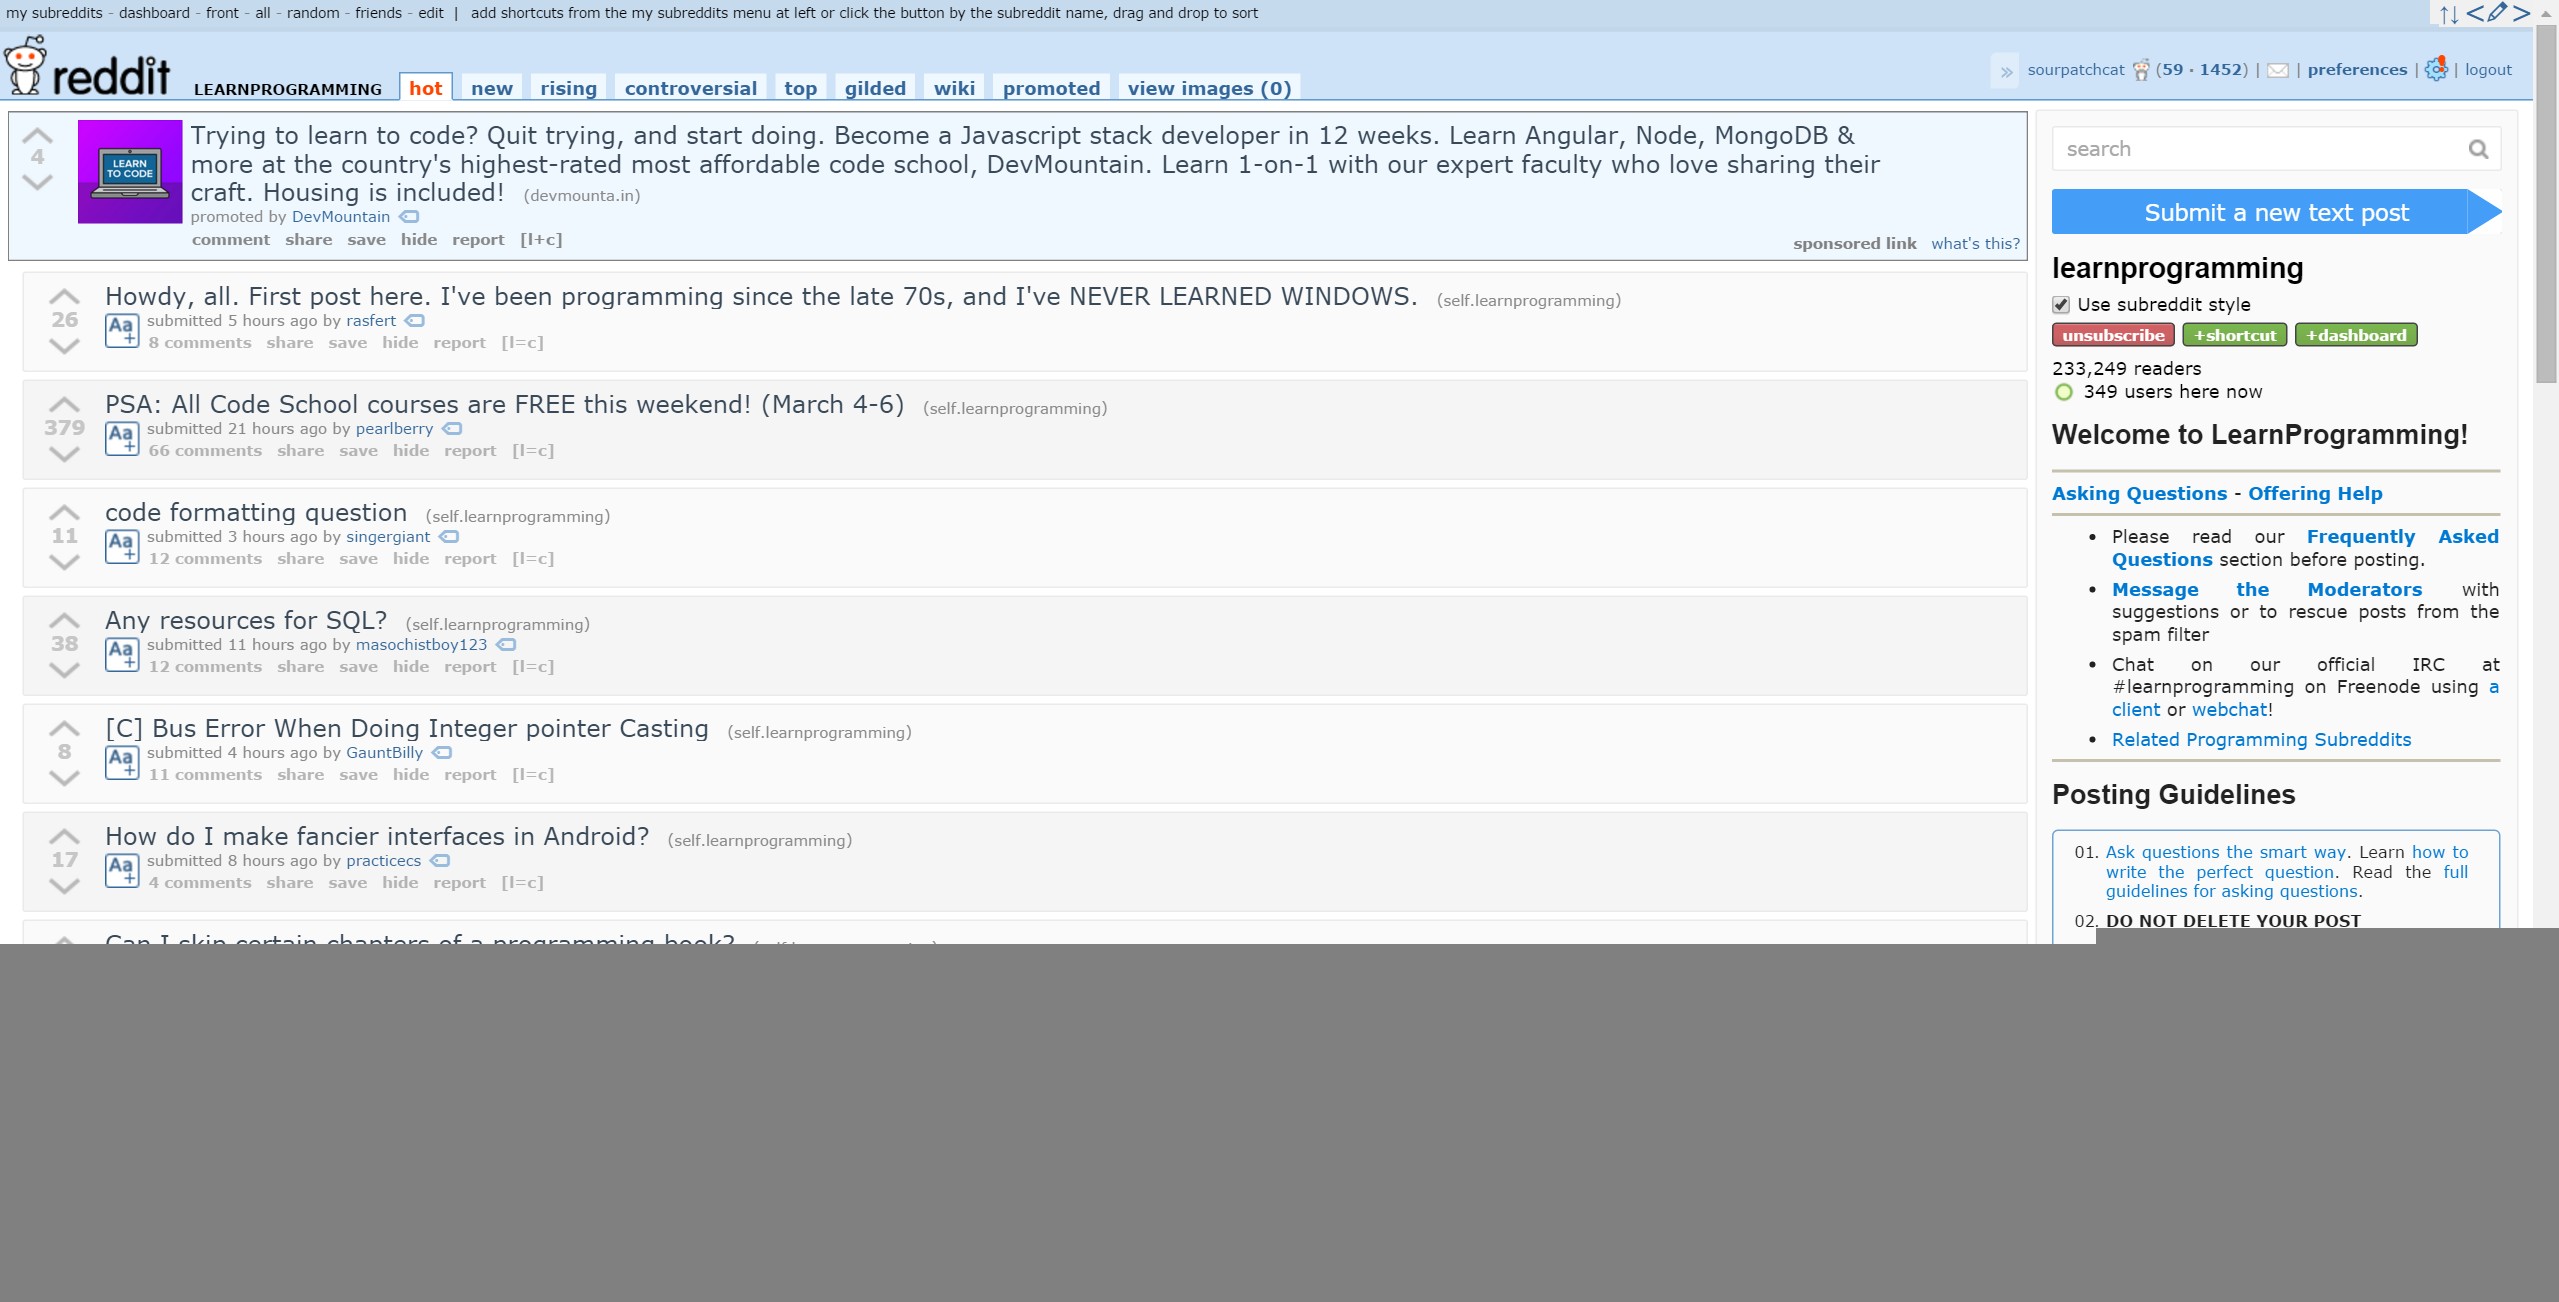 my subreddits - dashboard - front - all - random - friends - edit | add shortcuts from the my subreddits menu at left or click the button by the subreddit name, drag and drop to sort
reddit LEARNPROGRAMMING hot new rising controversial top gilded wiki promoted view images (0)
» sourpatchcat (59 · 1452) | | preferences | | logout
4
LEARN
TO CODE
Trying to learn to code? Quit trying, and start doing. Become a Javascript stack developer in 12 weeks. Learn Angular, Node, MongoDB &
more at the country's highest-rated most affordable code school, DevMountain. Learn 1-on-1 with our expert faculty who love sharing their
craft. Housing is included! (devmounta.in)
promoted by DevMountain
comment share save hide report [l+c]
sponsored link what's this?
26
Howdy, all. First post here. I've been programming since the late 70s, and I've NEVER LEARNED WINDOWS. (self.learnprogramming)
Aa+ submitted 5 hours ago by rasfert
8 comments share save hide report [l=c]
379
PSA: All Code School courses are FREE this weekend! (March 4-6) (self.learnprogramming)
Aa+ submitted 21 hours ago by pearlberry
66 comments share save hide report [l=c]
11
code formatting question (self.learnprogramming)
Aa+ submitted 3 hours ago by singergiant
12 comments share save hide report [l=c]
38
Any resources for SQL? (self.learnprogramming)
Aa+ submitted 11 hours ago by masochistboy123
12 comments share save hide report [l=c]
8
[C] Bus Error When Doing Integer pointer Casting (self.learnprogramming)
Aa+ submitted 4 hours ago by GauntBilly
11 comments share save hide report [l=c]
17
How do I make fancier interfaces in Android? (self.learnprogramming)
Aa+ submitted 8 hours ago by practicecs
4 comments share save hide report [l=c]
Can I skip certain chapters of a programming book?
search
Submit a new text post
learnprogramming
Use subreddit style
unsubscribe +shortcut +dashboard
233,249 readers
349 users here now
Welcome to LearnProgramming!
Asking Questions - Offering Help
• Please read our Frequently Asked
Questions section before posting.
• Message the Moderators with
suggestions or to rescue posts from the
spam filter
• Chat on our official IRC at
#learnprogramming on Freenode using a
client or webchat!
• Related Programming Subreddits
Posting Guidelines
01. Ask questions the smart way. Learn how to
write the perfect question. Read the full
guidelines for asking questions.
02. DO NOT DELETE YOUR POST